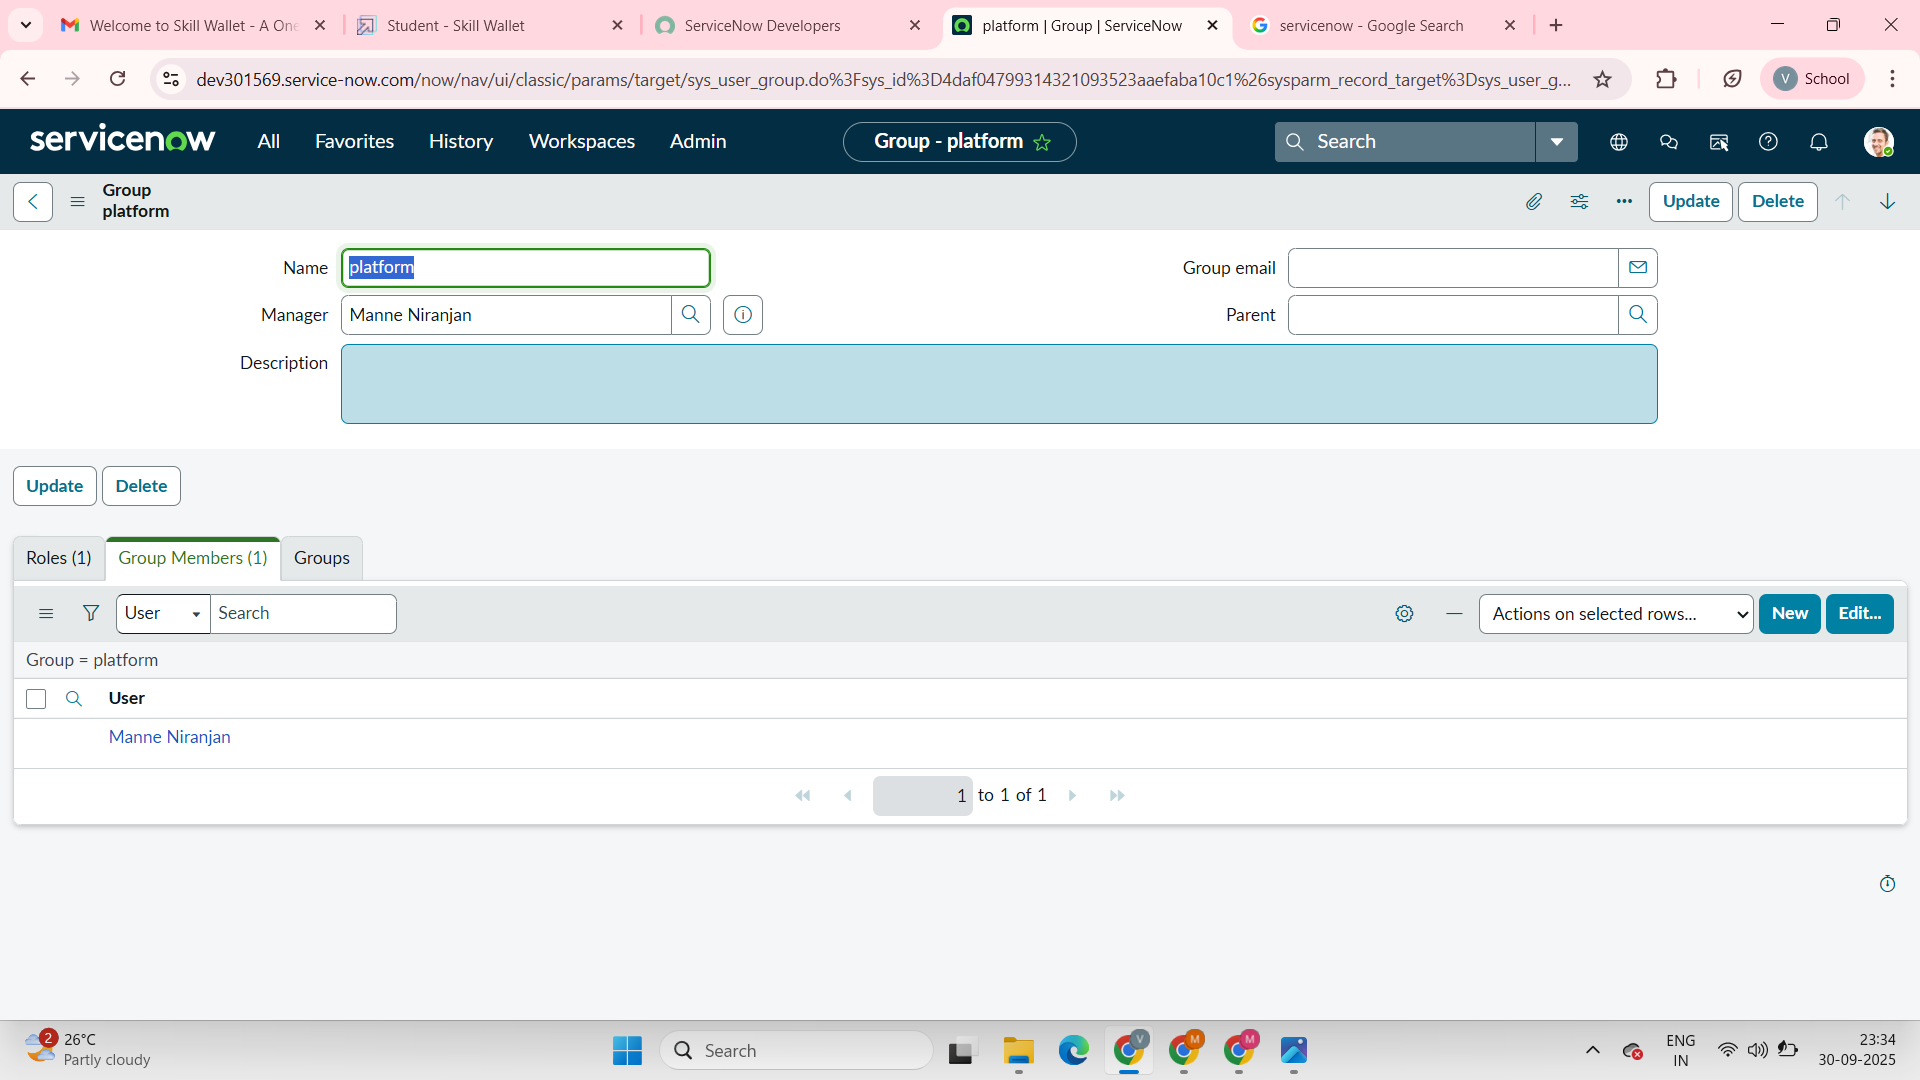 Welcome to Skill Wallet - A One
Student - Skill Wallet
ServiceNow Developers
platform | Group | ServiceNow
servicenow - Google Search
dev301569.service-now.com/now/nav/ui/classic/params/target/sys_user_group.do%3Fsys_id%3D4daf04799314321093523aaefaba10c1%26sysparm_record_target%3Dsys_user_g...
V School
servicenow
All
Favorites
History
Workspaces
Admin
Group - platform
Search
Group
platform
Update
Delete
Name
platform
Group email
Manager
Manne Niranjan
Parent
Description
Update
Delete
Roles (1)
Group Members (1)
Groups
User
Search
Actions on selected rows...
New
Edit...
Group = platform
User
Manne Niranjan
1 to 1 of 1
2
26°C
Partly cloudy
Search
V
M
M
ENG
IN
23:34
30-09-2025